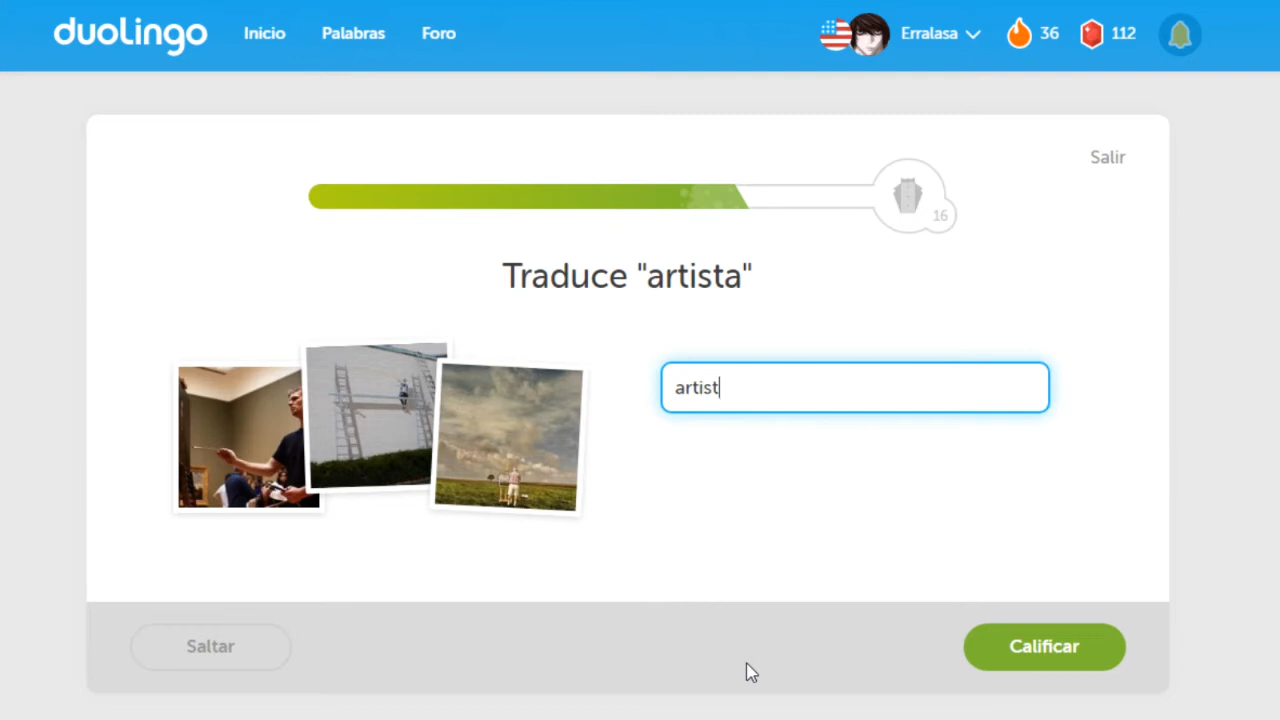 duolingo Inicio Palabras Foro Erralasa 36 112
Salir
16
Traduce "artista"
artist
Saltar Calificar